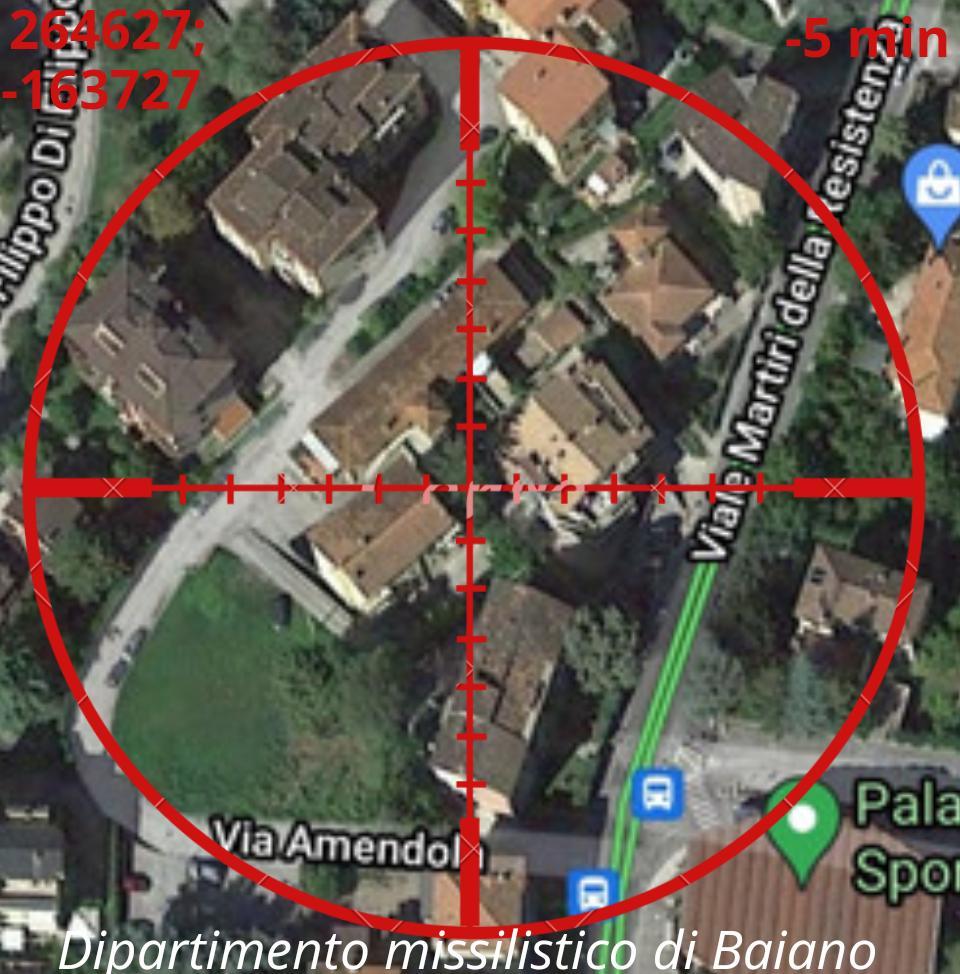 264627;
-163727
-5 min
Filippo Di Filippo
Viale Martiri della Resistenza
Via Amendola
Pala
Spor
Dipartimento missilistico di Baiano